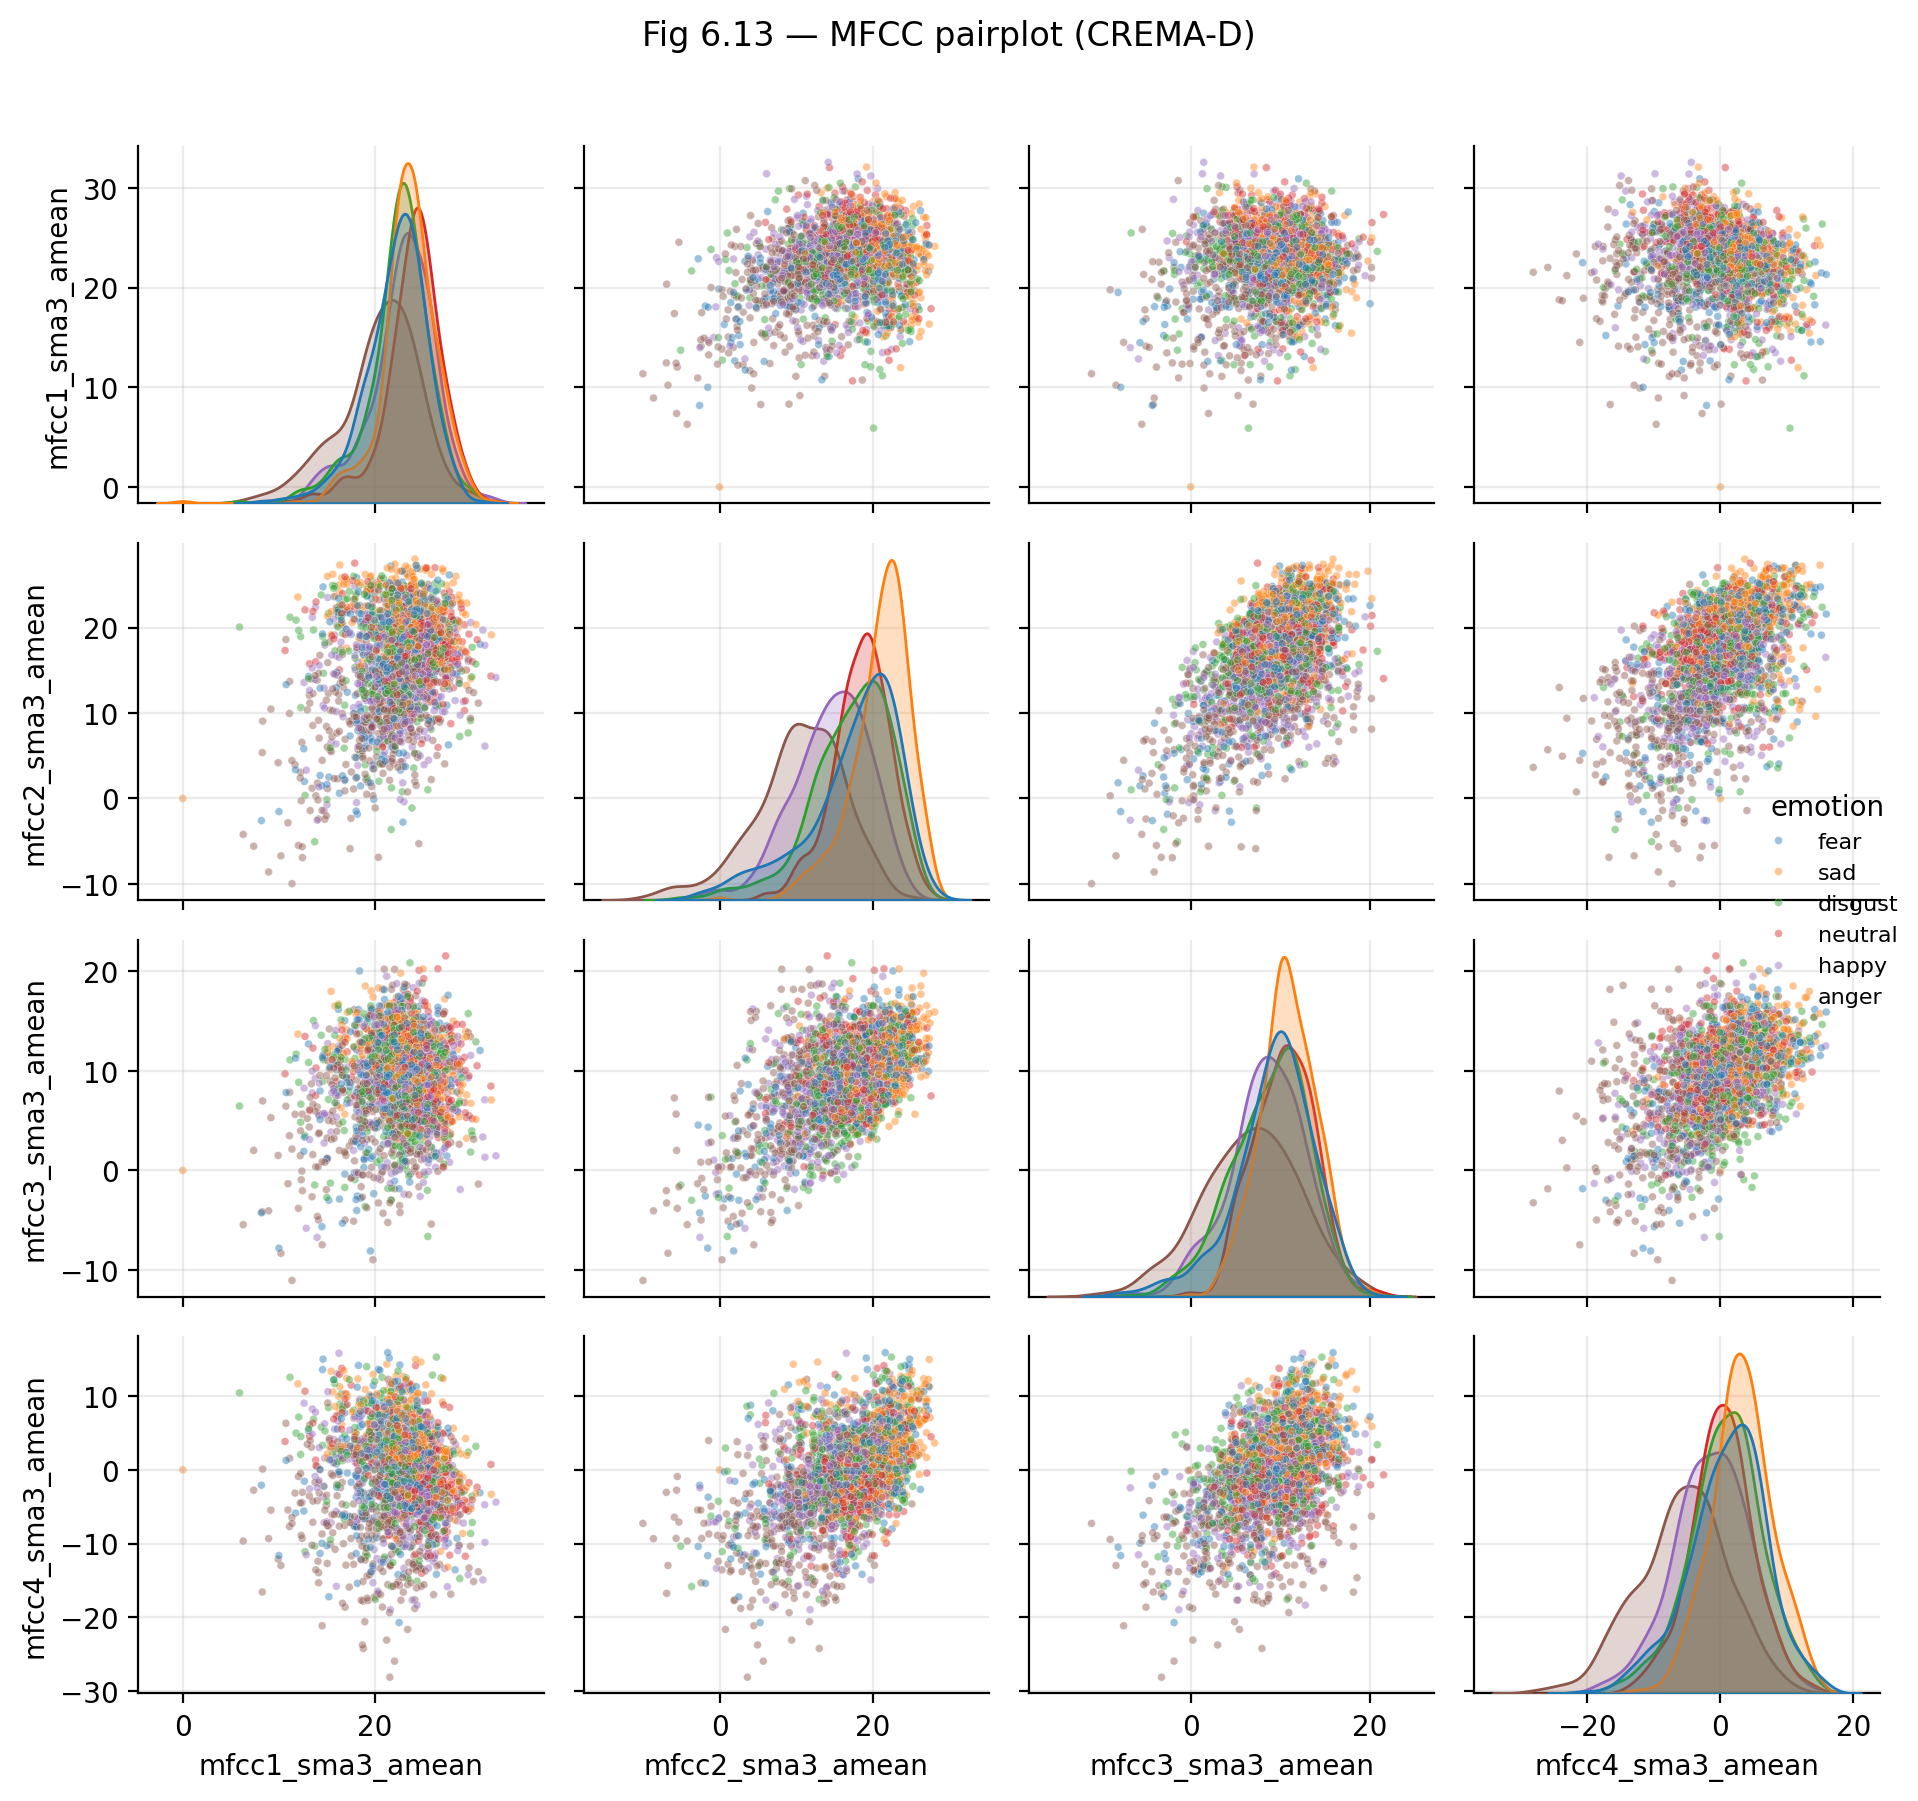 Fig 6.13 — MFCC pairplot (CREMA-D)
mfcc1_sma3_amean
30
20
10
0
mfcc2_sma3_amean
20
10
0
−10
emotion
fear
sad
disgust
neutral
happy
anger
mfcc3_sma3_amean
20
10
0
−10
mfcc4_sma3_amean
10
0
−10
−20
−30
0 20 0 20 0 20 −20 0 20
mfcc1_sma3_amean mfcc2_sma3_amean mfcc3_sma3_amean mfcc4_sma3_amean